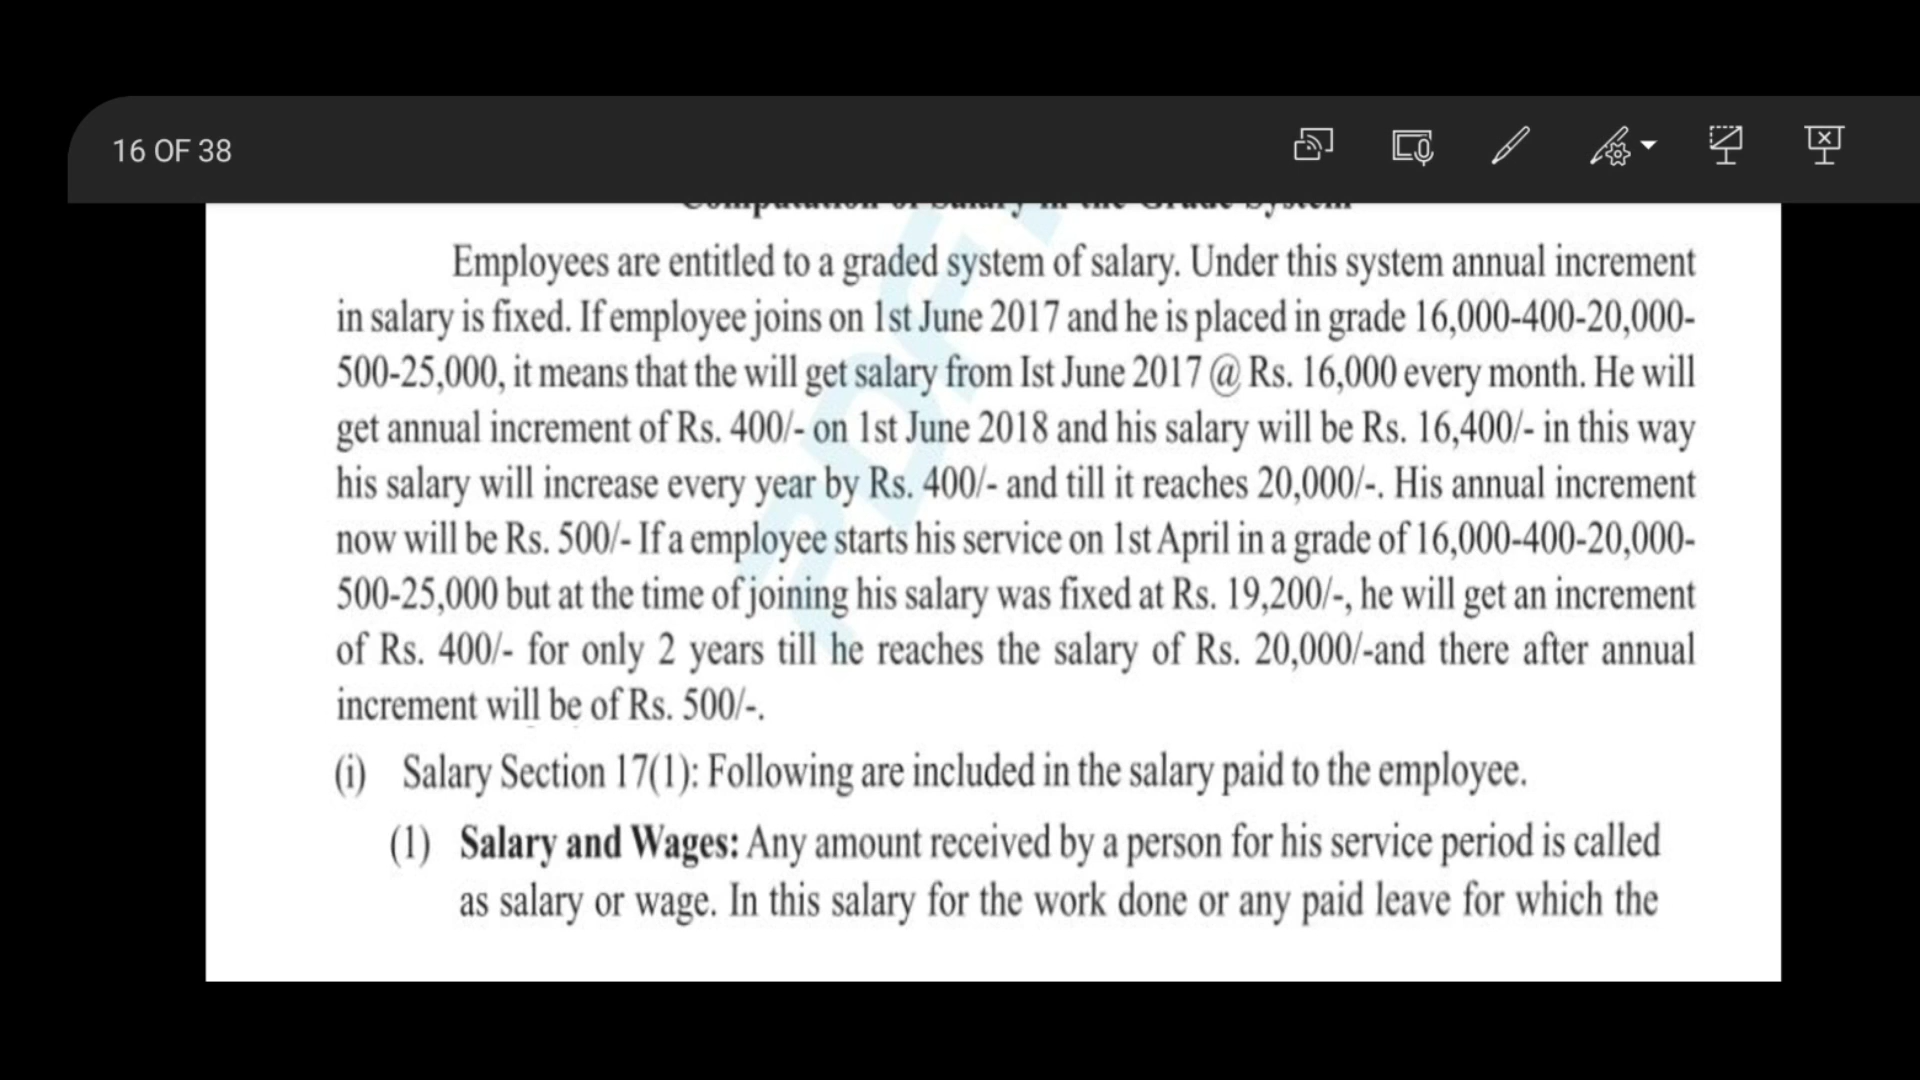 16 OF 38
Computation of Salary in the Grade System
Employees are entitled to a graded system of salary. Under this system annual increment
in salary is fixed. If employee joins on 1st June 2017 and he is placed in grade 16,000-400-20,000-
500-25,000, it means that the will get salary from Ist June 2017 @ Rs. 16,000 every month. He will
get annual increment of Rs. 400/- on 1st June 2018 and his salary will be Rs. 16,400/- in this way
his salary will increase every year by Rs. 400/- and till it reaches 20,000/-. His annual increment
now will be Rs. 500/- If a employee starts his service on 1st April in a grade of 16,000-400-20,000-
500-25,000 but at the time of joining his salary was fixed at Rs. 19,200/-, he will get an increment
of Rs. 400/- for only 2 years till he reaches the salary of Rs. 20,000/-and there after annual
increment will be of Rs. 500/-.
(i) Salary Section 17(1): Following are included in the salary paid to the employee.
(1) Salary and Wages: Any amount received by a person for his service period is called
as salary or wage. In this salary for the work done or any paid leave for which the